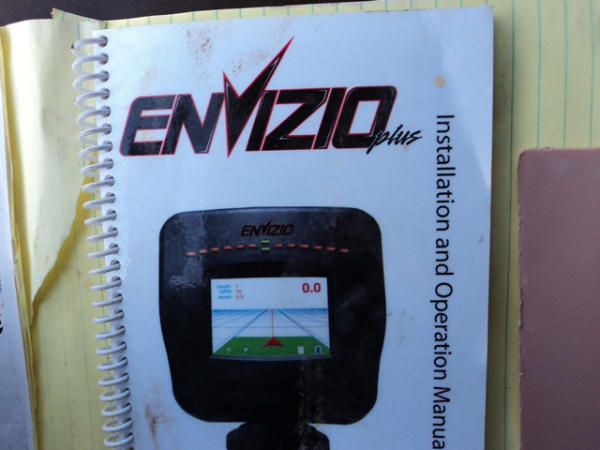 ENVIZIO
plus
Installation and Operation Manua
ENVIZIO
0.0